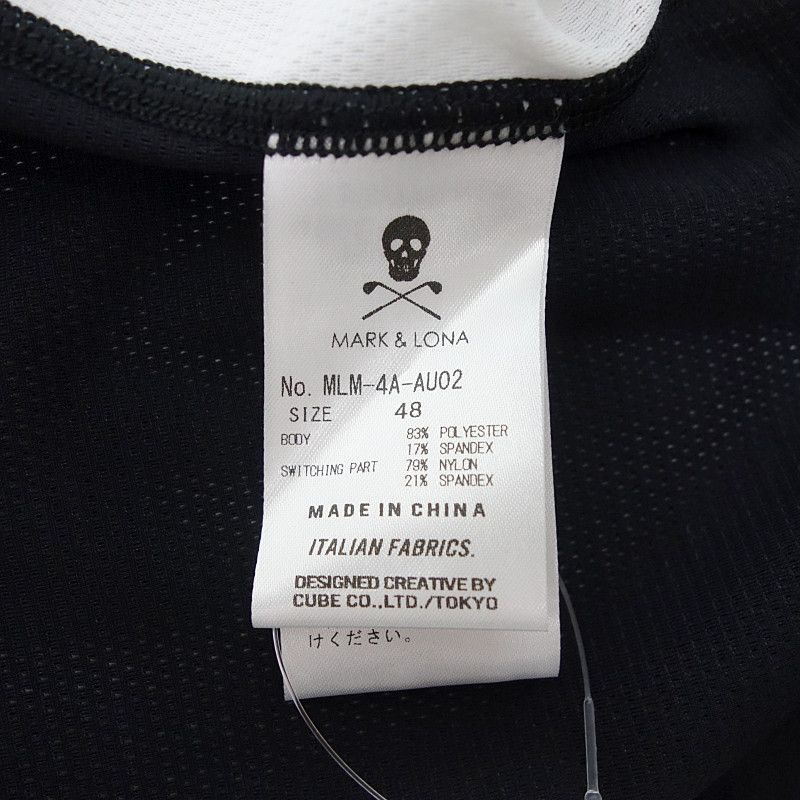 MARK & LONA
No. MLM-4A-AU02
SIZE 48
BODY 83% POLYESTER
17% SPANDEX
SWITCHING PART 79% NYLON
21% SPANDEX
MADE IN CHINA
ITALIAN FABRICS.
DESIGNED CREATIVE BY
CUBE CO.,LTD./TOKYO
けください。